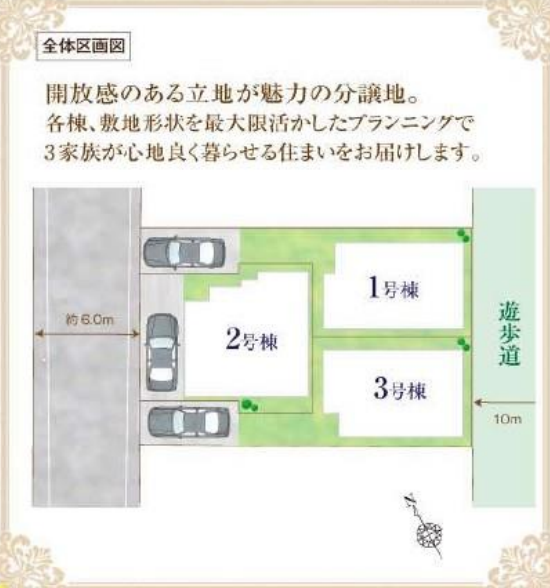 全体区画図
開放感のある立地が魅力の分譲地。
各棟、敷地形状を最大限活かしたプランニングで
3家族が心地良く暮らせる住まいをお届けします。
約6.0m
1号棟
2号棟
3号棟
遊歩道
10m
N